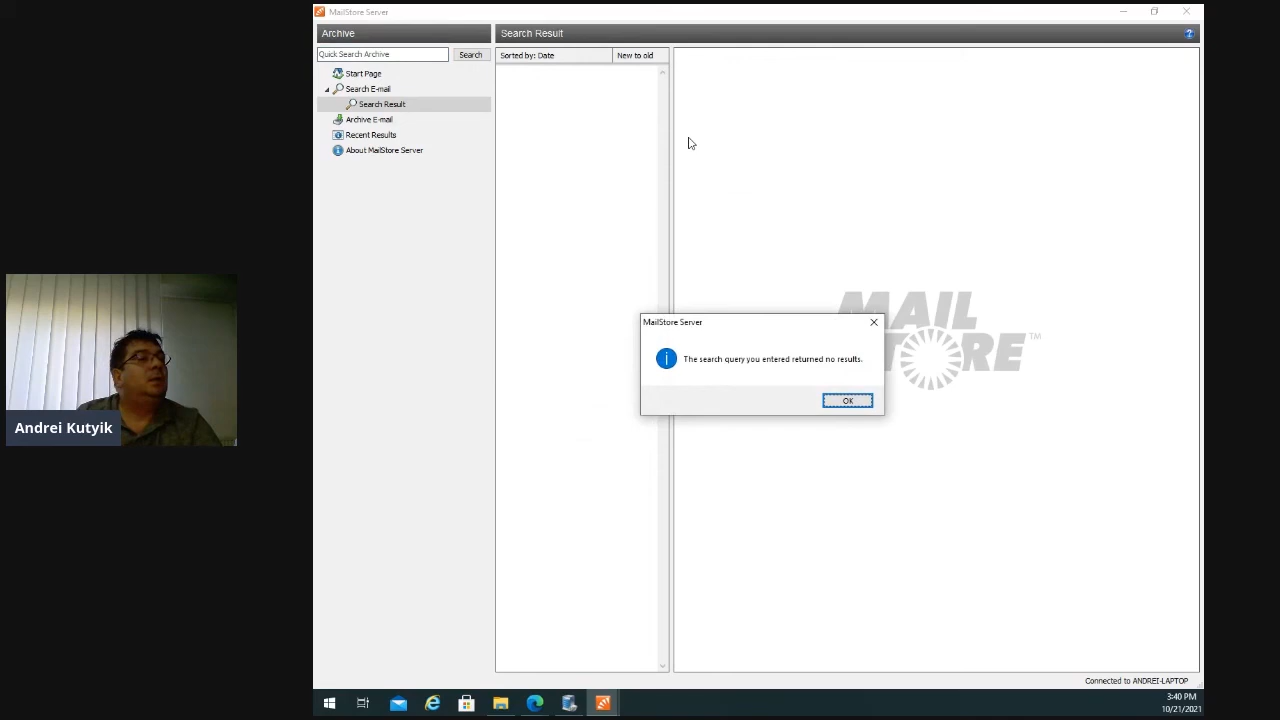 MailStore Server
Archive
Search Result
Quick Search Archive
Search
Sorted by: Date
New to old
Start Page
Search E-mail
Search Result
Archive E-mail
Recent Results
About MailStore Server
MailStore Server
The search query you entered returned no results.
OK
MAIL
STORE™
Andrei Kutyik
Connected to ANDREI-LAPTOP
3:40 PM
10/21/2021